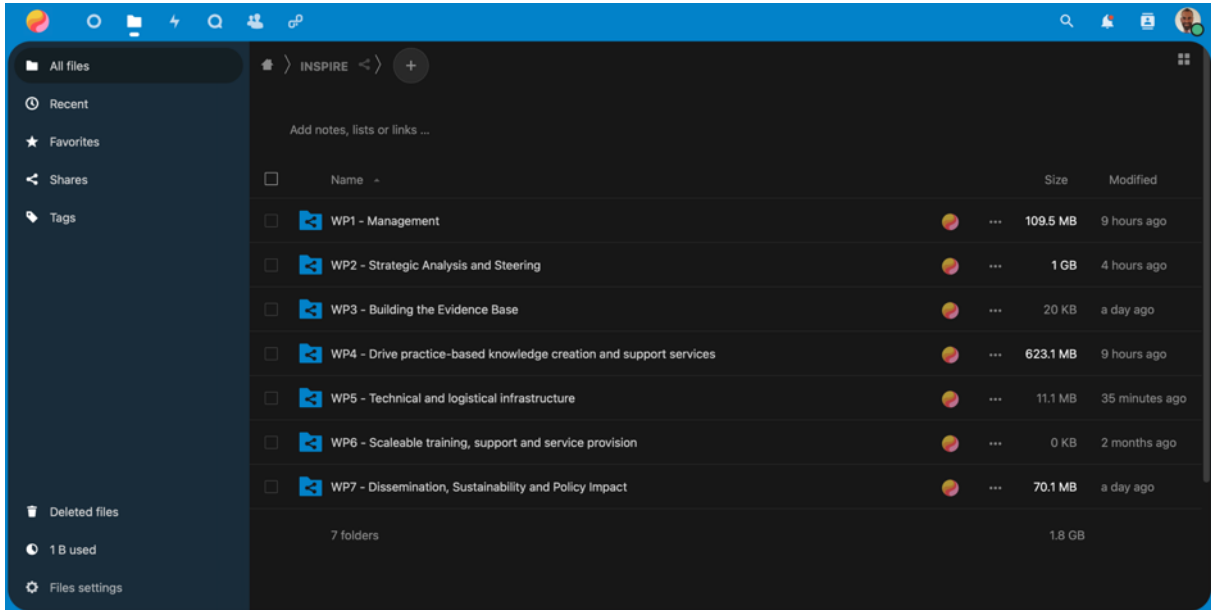 All files
Recent
Favorites
Shares
Tags
Deleted files
1 B used
Files settings
INSPIRE
Add notes, lists or links ...
Name Size Modified
WP1 - Management 109.5 MB 9 hours ago
WP2 - Strategic Analysis and Steering 1 GB 4 hours ago
WP3 - Building the Evidence Base 20 KB a day ago
WP4 - Drive practice-based knowledge creation and support services 623.1 MB 9 hours ago
WP5 - Technical and logistical infrastructure 11.1 MB 35 minutes ago
WP6 - Scaleable training, support and service provision 0 KB 2 months ago
WP7 - Dissemination, Sustainability and Policy Impact 70.1 MB a day ago
7 folders 1.8 GB